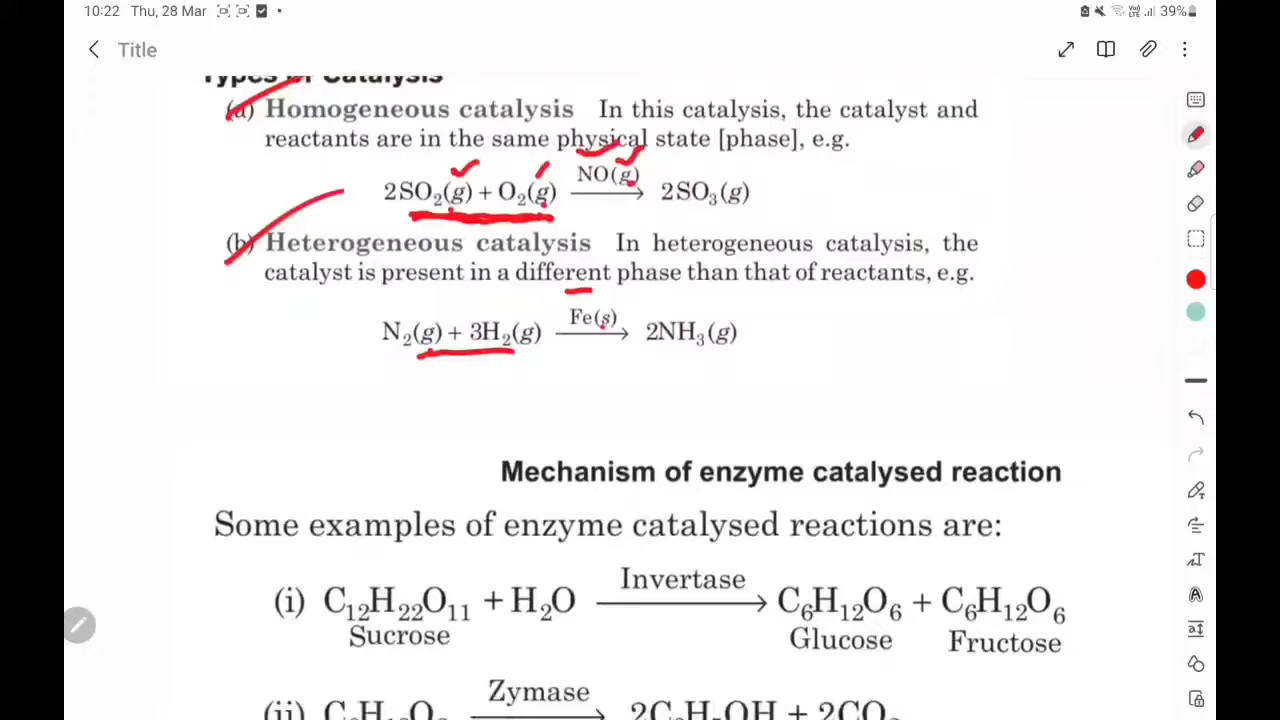 10:22 Thu, 28 Mar
39%
Title
Types of Catalysis
(a) Homogeneous catalysis In this catalysis, the catalyst and
reactants are in the same physical state [phase], e.g.
NO(g)
2SO₂(g) + O₂(g) ⟶ 2SO₃(g)
(b) Heterogeneous catalysis In heterogeneous catalysis, the
catalyst is present in a different phase than that of reactants, e.g.
Fe(s)
N₂(g) + 3H₂(g) ⟶ 2NH₃(g)
Mechanism of enzyme catalysed reaction
Some examples of enzyme catalysed reactions are:
Invertase
(i) C₁₂H₂₂O₁₁ + H₂O ⟶ C₆H₁₂O₆ + C₆H₁₂O₆
Sucrose Glucose Fructose
Zymase
(ii) C₆H₁₂O₆ ⟶ 2C₂H₅OH + 2CO₂